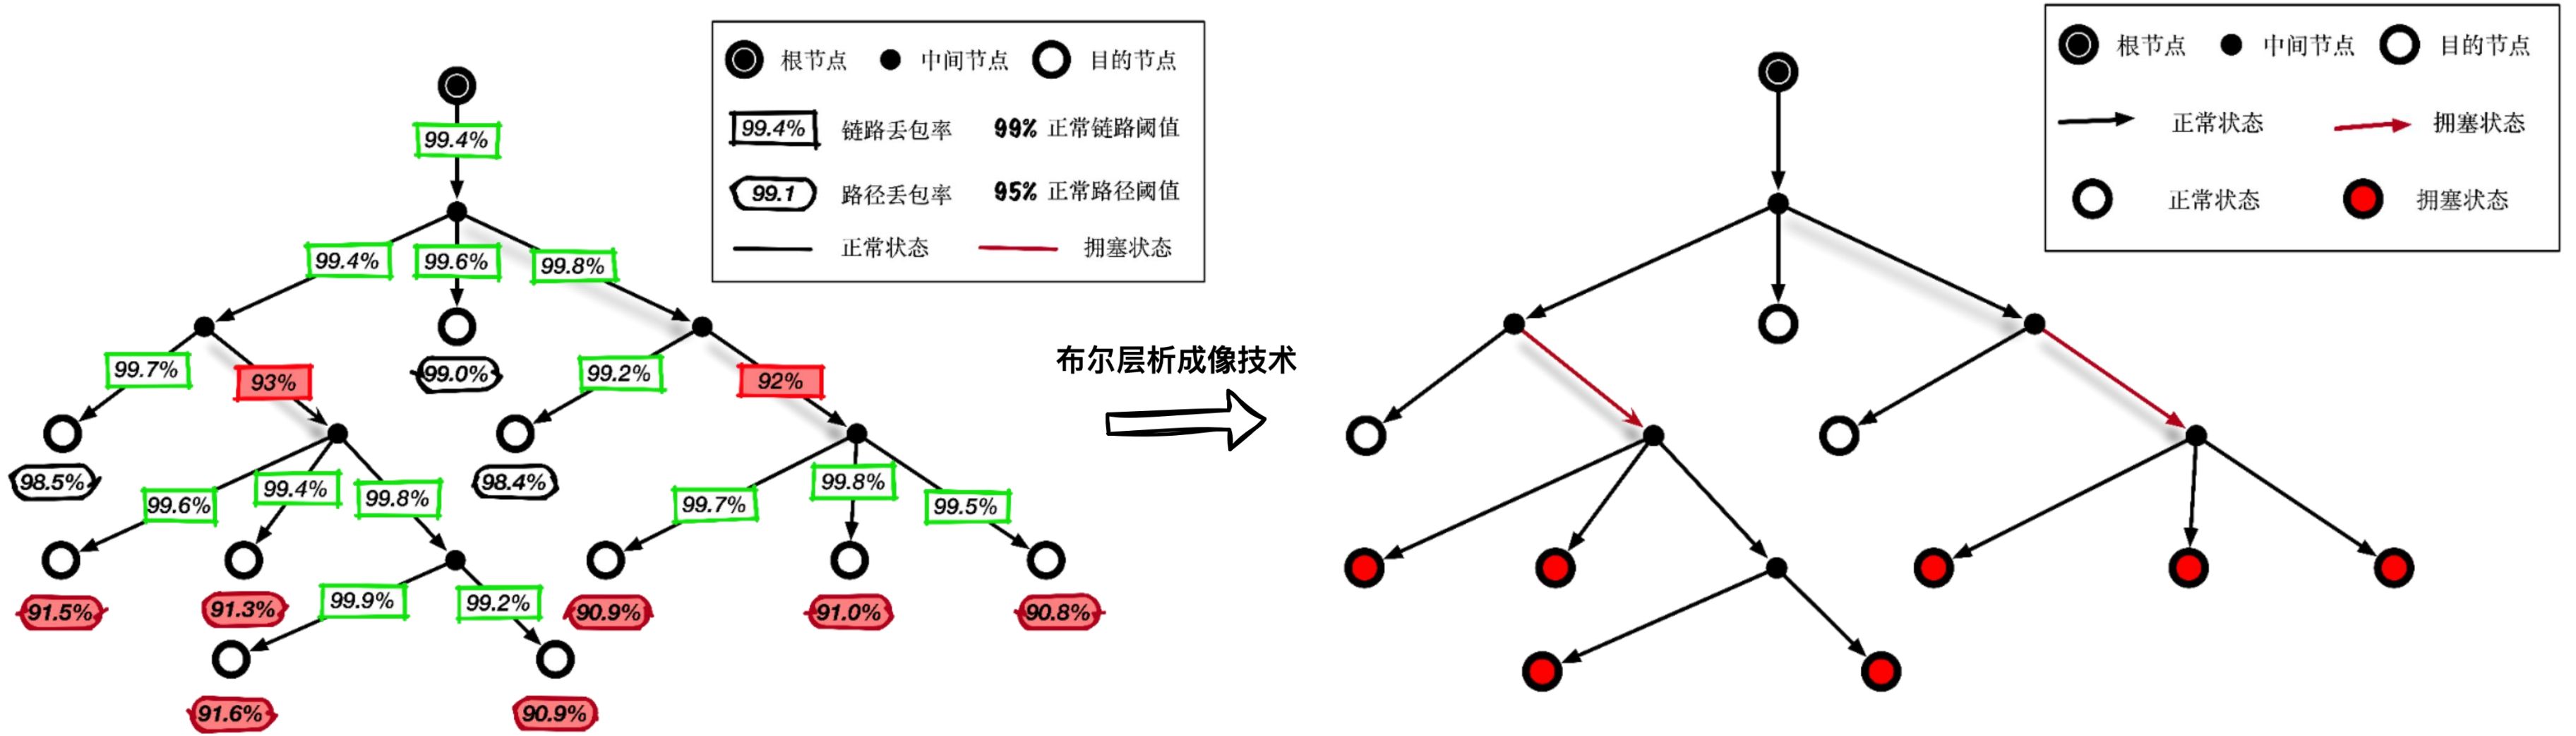 根节点 中间节点 目的节点
99.4% 链路丢包率 99% 正常链路阈值
99.1 路径丢包率 95% 正常路径阈值
正常状态 拥塞状态
99.4%
99.4% 99.6% 99.8%
99.7% 93% 99.0% 99.2% 92%
98.5% 98.4%
99.6% 99.4% 99.8% 99.7% 99.8% 99.5%
91.5% 91.3% 99.9% 99.2% 90.9% 91.0% 90.8%
91.6% 90.9%
布尔层析成像技术
根节点 中间节点 目的节点
正常状态 拥塞状态
正常状态 拥塞状态